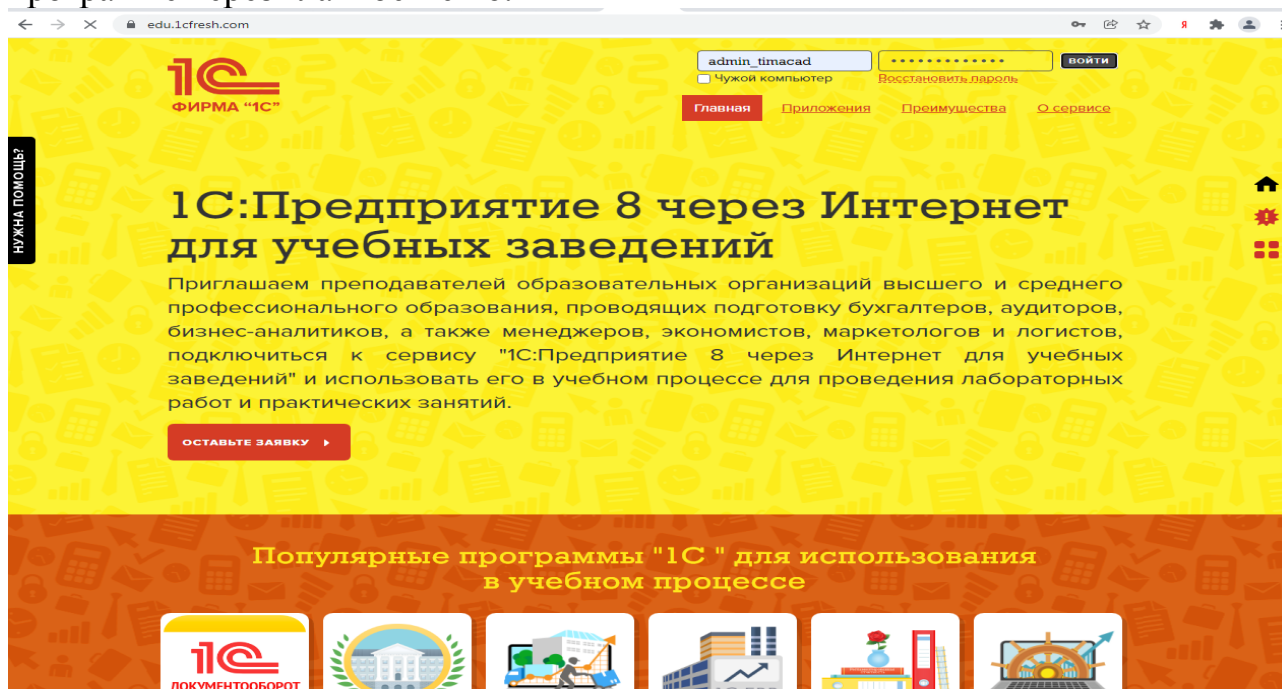 edu.1cfresh.com
Я
1С
ФИРМА "1С"
admin_timacad
ВОЙТИ
Чужой компьютер
Восстановить пароль
Главная Приложения Преимущества О сервисе
НУЖНА ПОМОЩЬ?
1С:Предприятие 8 через Интернет
для учебных заведений
Приглашаем преподавателей образовательных организаций высшего и среднего
профессионального образования, проводящих подготовку бухгалтеров, аудиторов,
бизнес-аналитиков, а также менеджеров, экономистов, маркетологов и логистов,
подключиться к сервису "1С:Предприятие 8 через Интернет для учебных
заведений" и использовать его в учебном процессе для проведения лабораторных
работ и практических занятий.
ОСТАВЬТЕ ЗАЯВКУ
Популярные программы "1С " для использования
в учебном процессе
1С
ДОКУМЕНТООБОРОТ